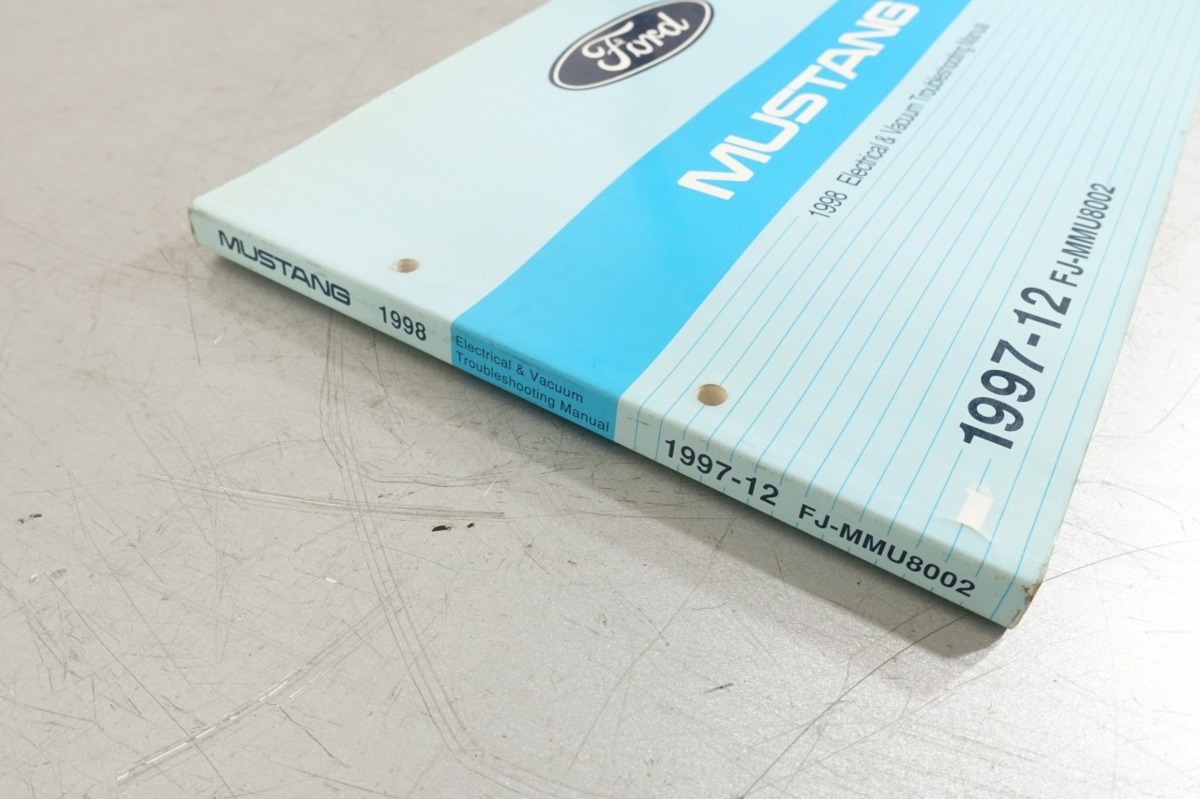 Ford
MUSTANG
1998 Electrical & Vacuum Troubleshooting Manual
1997-12 FJ-MMU8002
MUSTANG 1998
Electrical & Vacuum
Troubleshooting Manual
1997-12 FJ-MMU8002